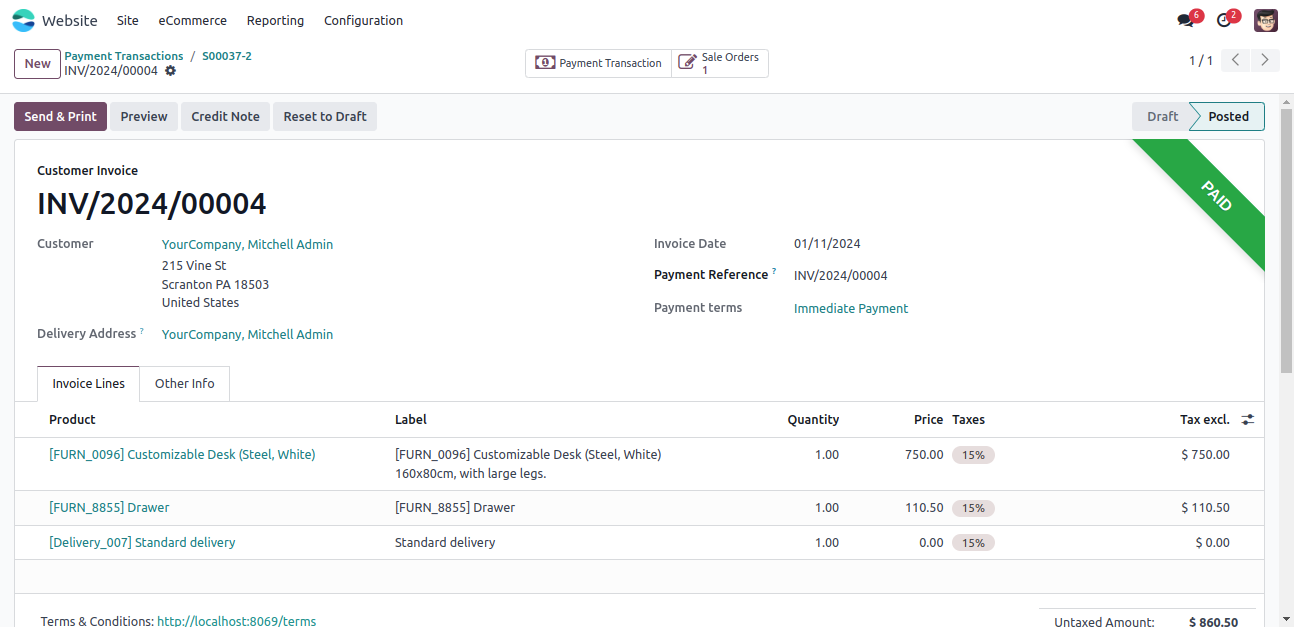 Website Site eCommerce Reporting Configuration 6 2
New Payment Transactions / S00037-2
INV/2024/00004
Payment Transaction Sale Orders 1
1 / 1
Send & Print Preview Credit Note Reset to Draft Draft Posted
PAID
Customer Invoice
INV/2024/00004
Customer YourCompany, Mitchell Admin
215 Vine St
Scranton PA 18503
United States
Delivery Address ? YourCompany, Mitchell Admin
Invoice Date 01/11/2024
Payment Reference ? INV/2024/00004
Payment terms Immediate Payment
Invoice Lines Other Info
Product Label Quantity Price Taxes Tax excl.
[FURN_0096] Customizable Desk (Steel, White) [FURN_0096] Customizable Desk (Steel, White) 1.00 750.00 15% $ 750.00
160x80cm, with large legs.
[FURN_8855] Drawer [FURN_8855] Drawer 1.00 110.50 15% $ 110.50
[Delivery_007] Standard delivery Standard delivery 1.00 0.00 15% $ 0.00
Terms & Conditions: http://localhost:8069/terms Untaxed Amount: $ 860.50